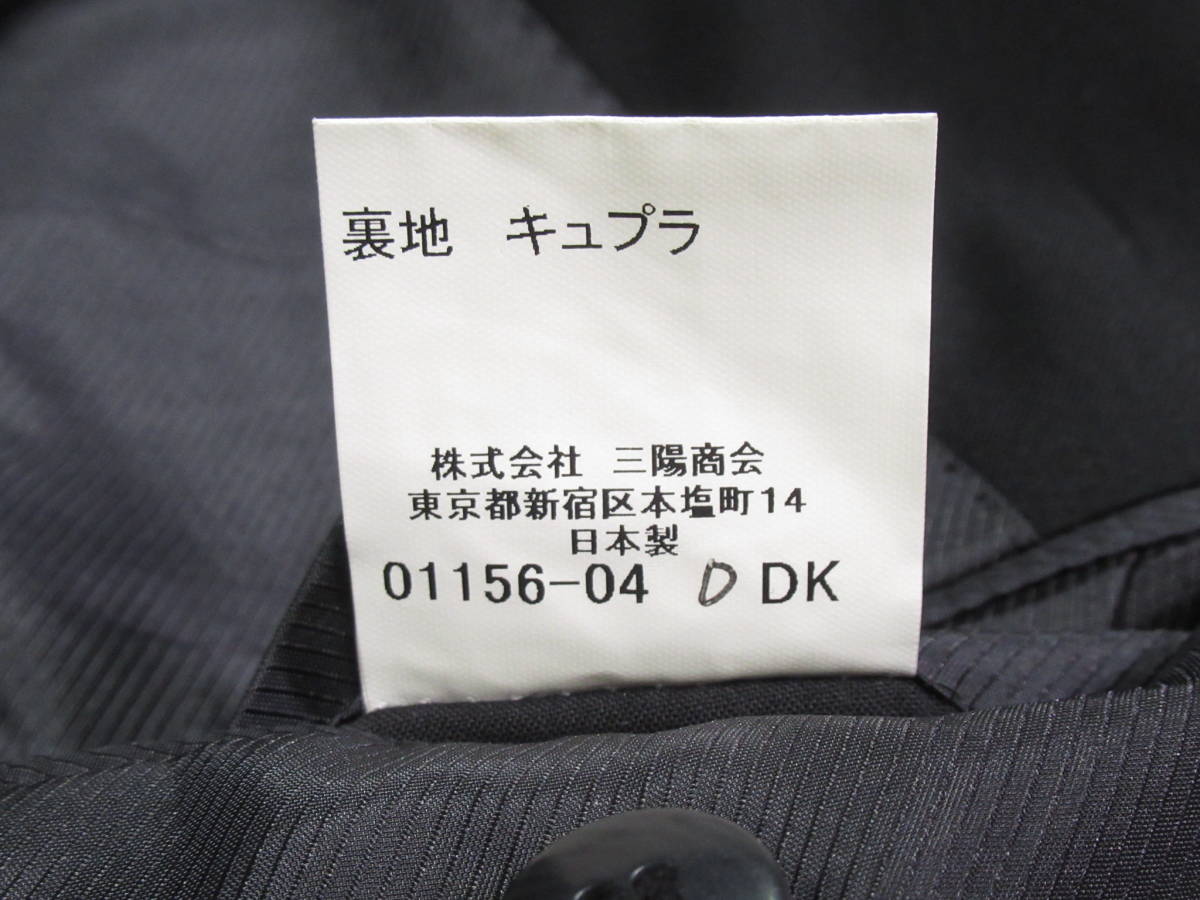 裏地　キュプラ
株式会社　三陽商会
東京都新宿区本塩町14
日本製
01156-04 D DK